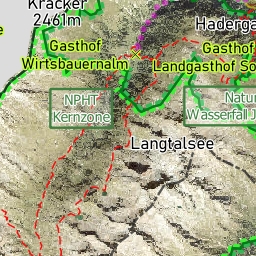 Kracker
2461m
Haderga
Gasthof
Wirtsbauernalm
Gasthof
Landgasthof So
NPHT
Kernzone
Natur
Wasserfall J
Langtalsee